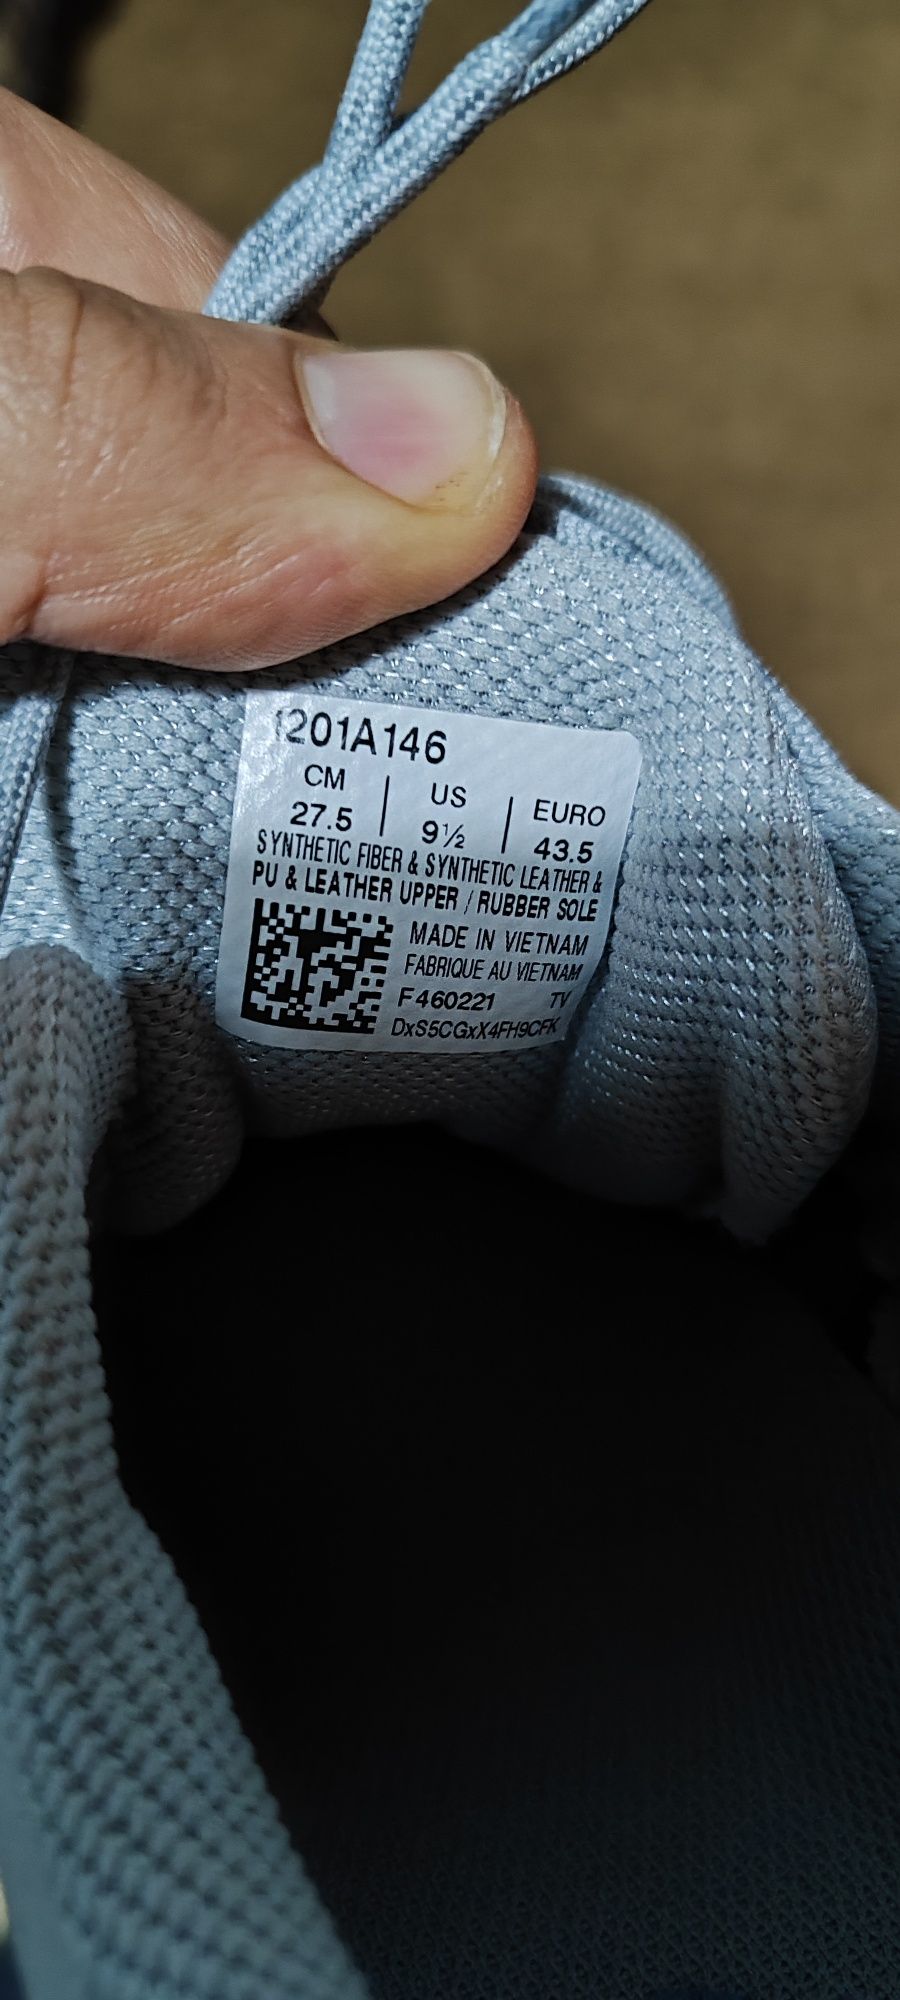 1201A146
CM | US | EURO
27.5 | 9½ | 43.5
SYNTHETIC FIBER & SYNTHETIC LEATHER &
PU & LEATHER UPPER / RUBBER SOLE
MADE IN VIETNAM
FABRIQUE AU VIETNAM
F460221 TV
DxS5CGxX4FH9CFK